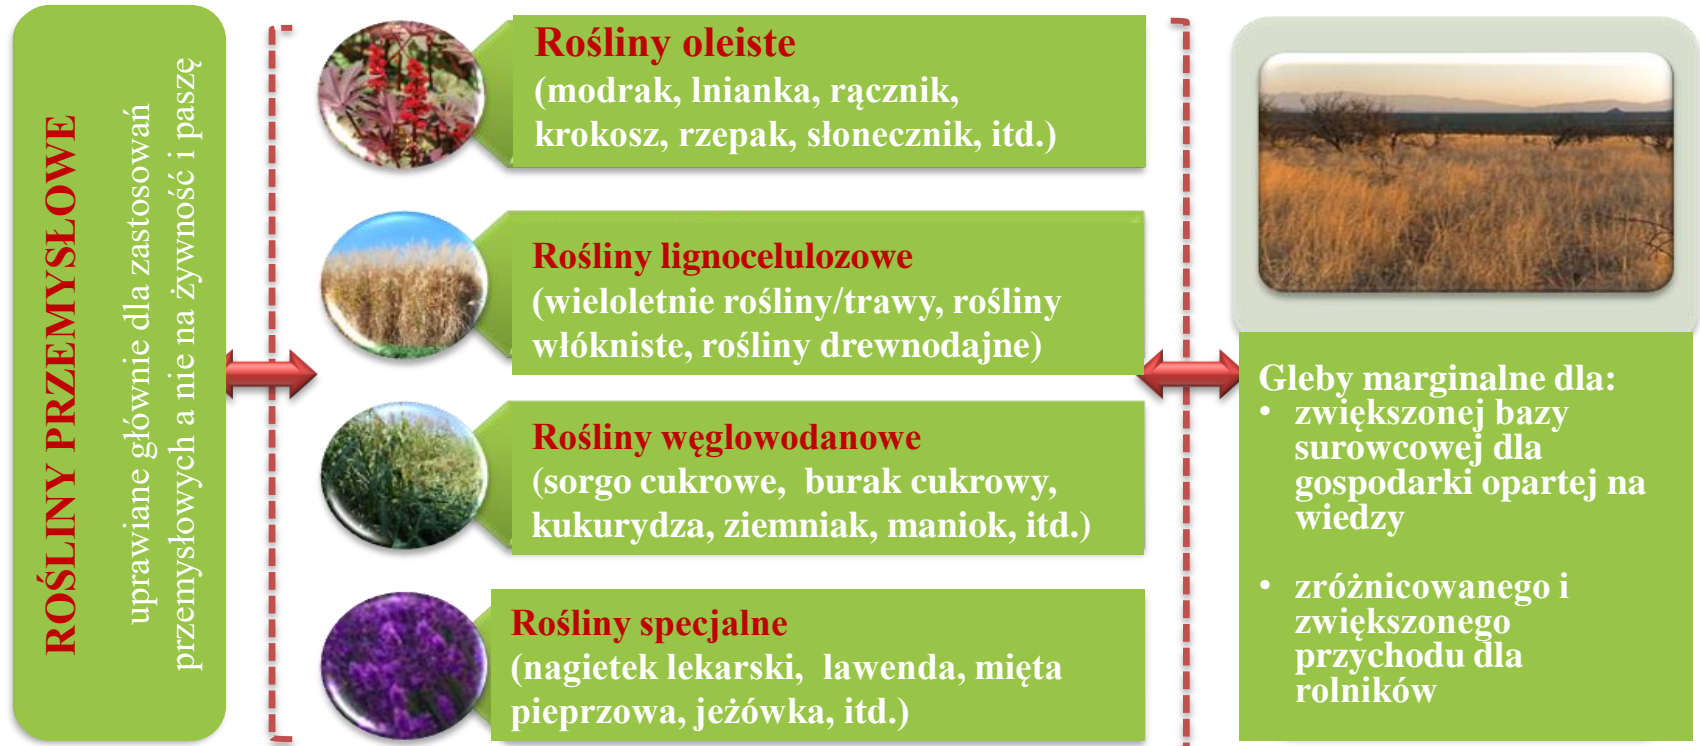 ROŚLINY PRZEMYSŁOWE
uprawiane głównie dla zastosowań
przemysłowych a nie na żywność i paszę
Rośliny oleiste
(modrak, lnianka, rącznik,
krokosz, rzepak, słonecznik, itd.)
Rośliny lignocelulozowe
(wieloletnie rośliny/trawy, rośliny
włókniste, rośliny drewnodajne)
Rośliny węglowodanowe
(sorgo cukrowe, burak cukrowy,
kukurydza, ziemniak, maniok, itd.)
Rośliny specjalne
(nagietek lekarski, lawenda, mięta
pieprzowa, jeżówka, itd.)
Gleby marginalne dla:
• zwiększonej bazy
surowcowej dla
gospodarki opartej na
wiedzy
• zróżnicowanego i
zwiększonego
przychodu dla
rolników